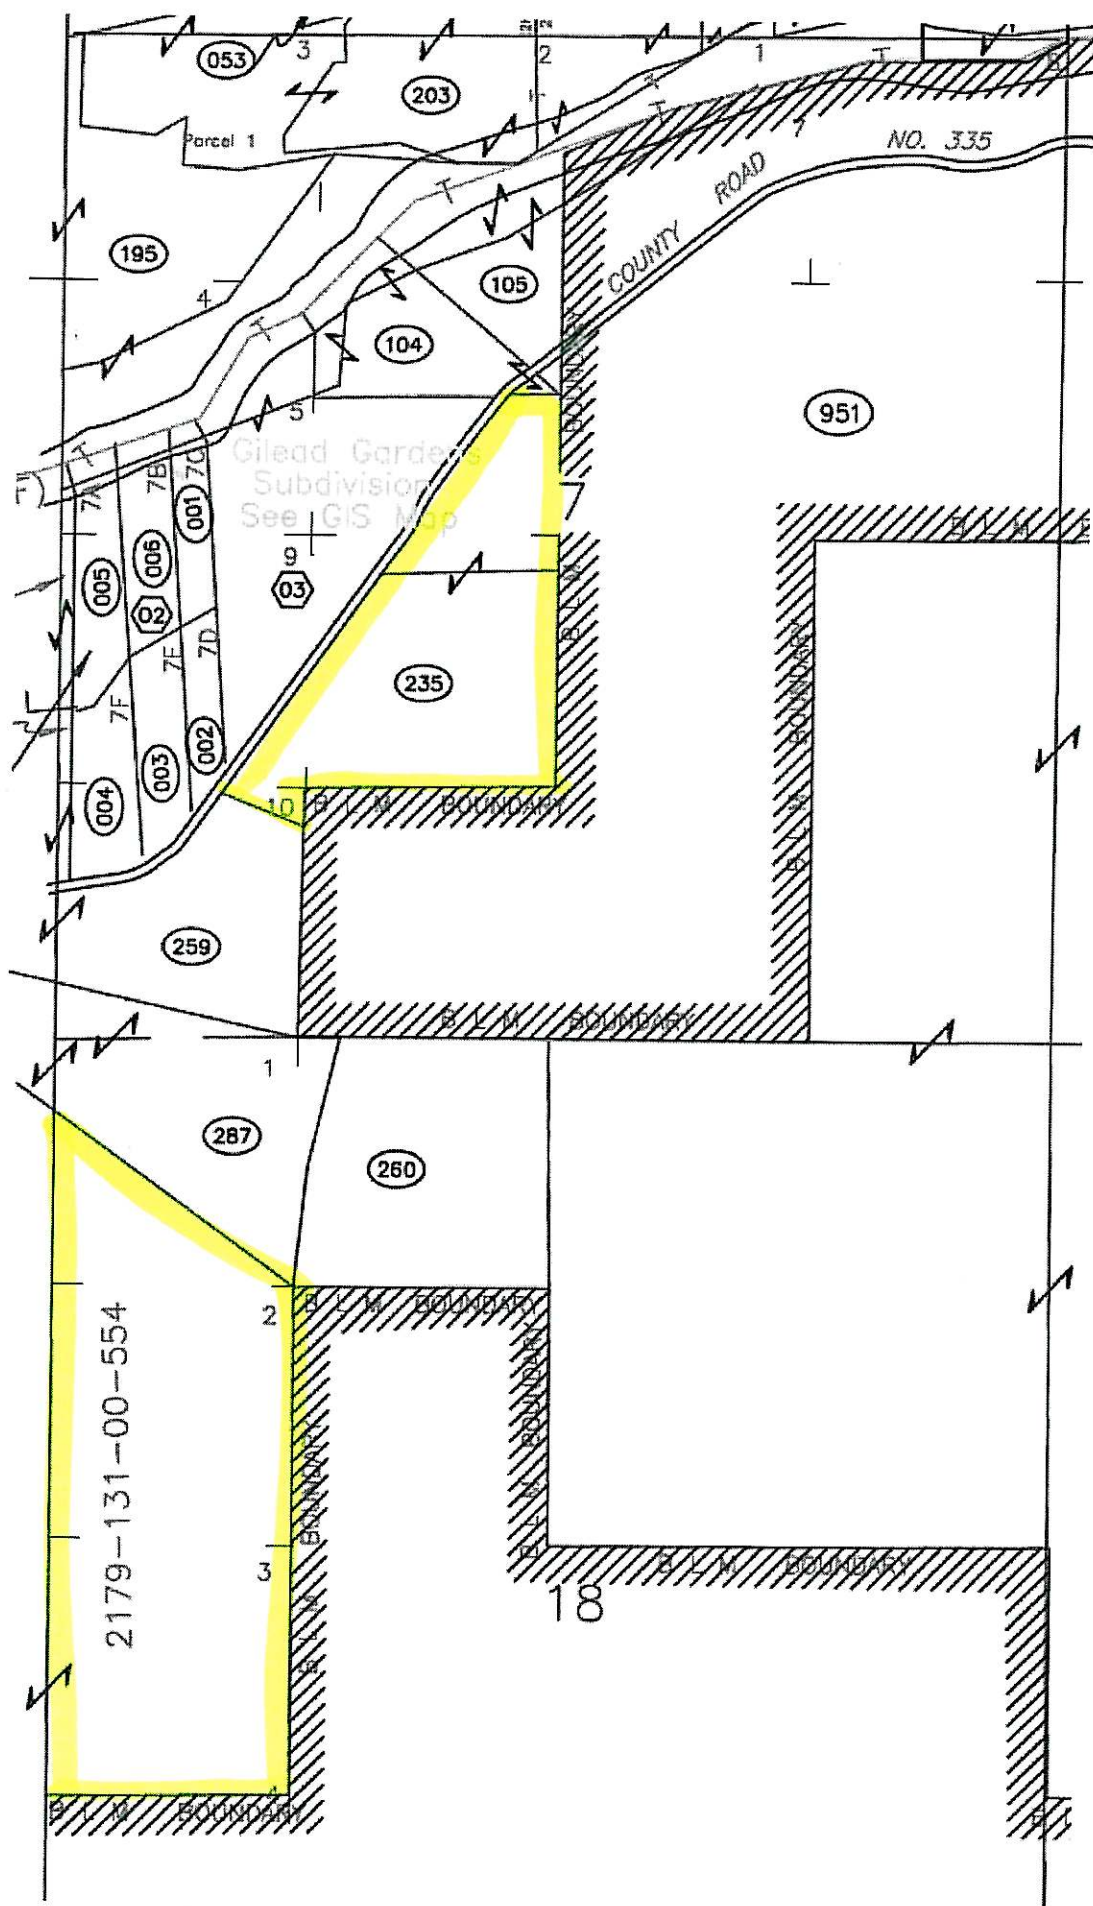 053
3
2
1
203
Parcel 1
7
NO. 335
COUNTY ROAD
195
4
105
104
5
951
BOUNDARY
Gilead Gardens
Subdivision
See GIS Map
7A
7B
7C
001
7
B L M
9
03
005
006
02
B L M
7E
7D
7F
235
B L M BOUNDARY
002
003
004
10
B L M BOUNDARY
259
B L M BOUNDARY
1
287
260
2
B L M BOUNDARY
2179-131-00-554
B L M BOUNDARY
B L M BOUNDARY
3
B L M BOUNDARY
18
4
B L M BOUNDARY